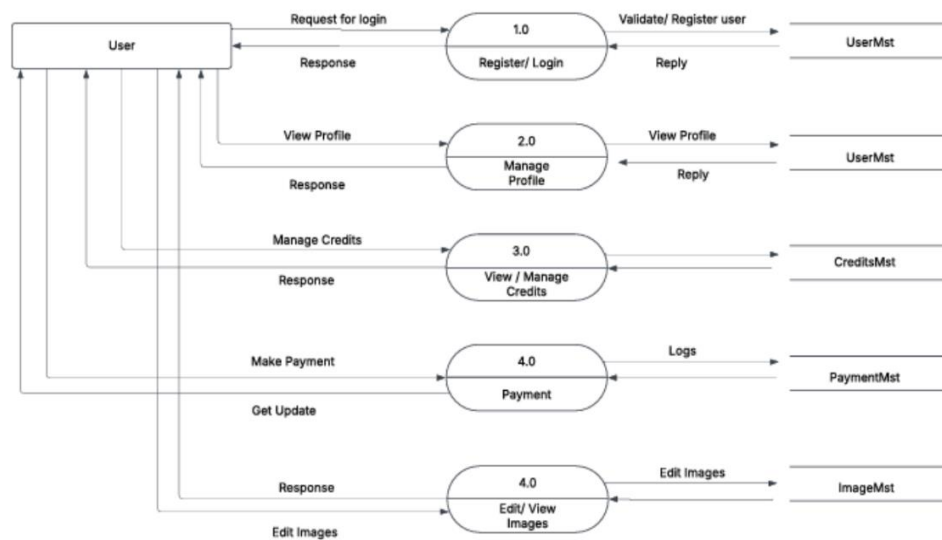 Request for login
Validate/ Register user
1.0
User
UserMst
Register/ Login
Response
Reply
View Profile
2.0
View Profile
UserMst
Manage
Profile
Response
Reply
Manage Credits
3.0
CreditsMst
View / Manage
Credits
Response
Logs
Make Payment
4.0
PaymentMst
Payment
Get Update
Edit Images
4.0
Response
ImageMst
Edit/ View
Images
Edit Images